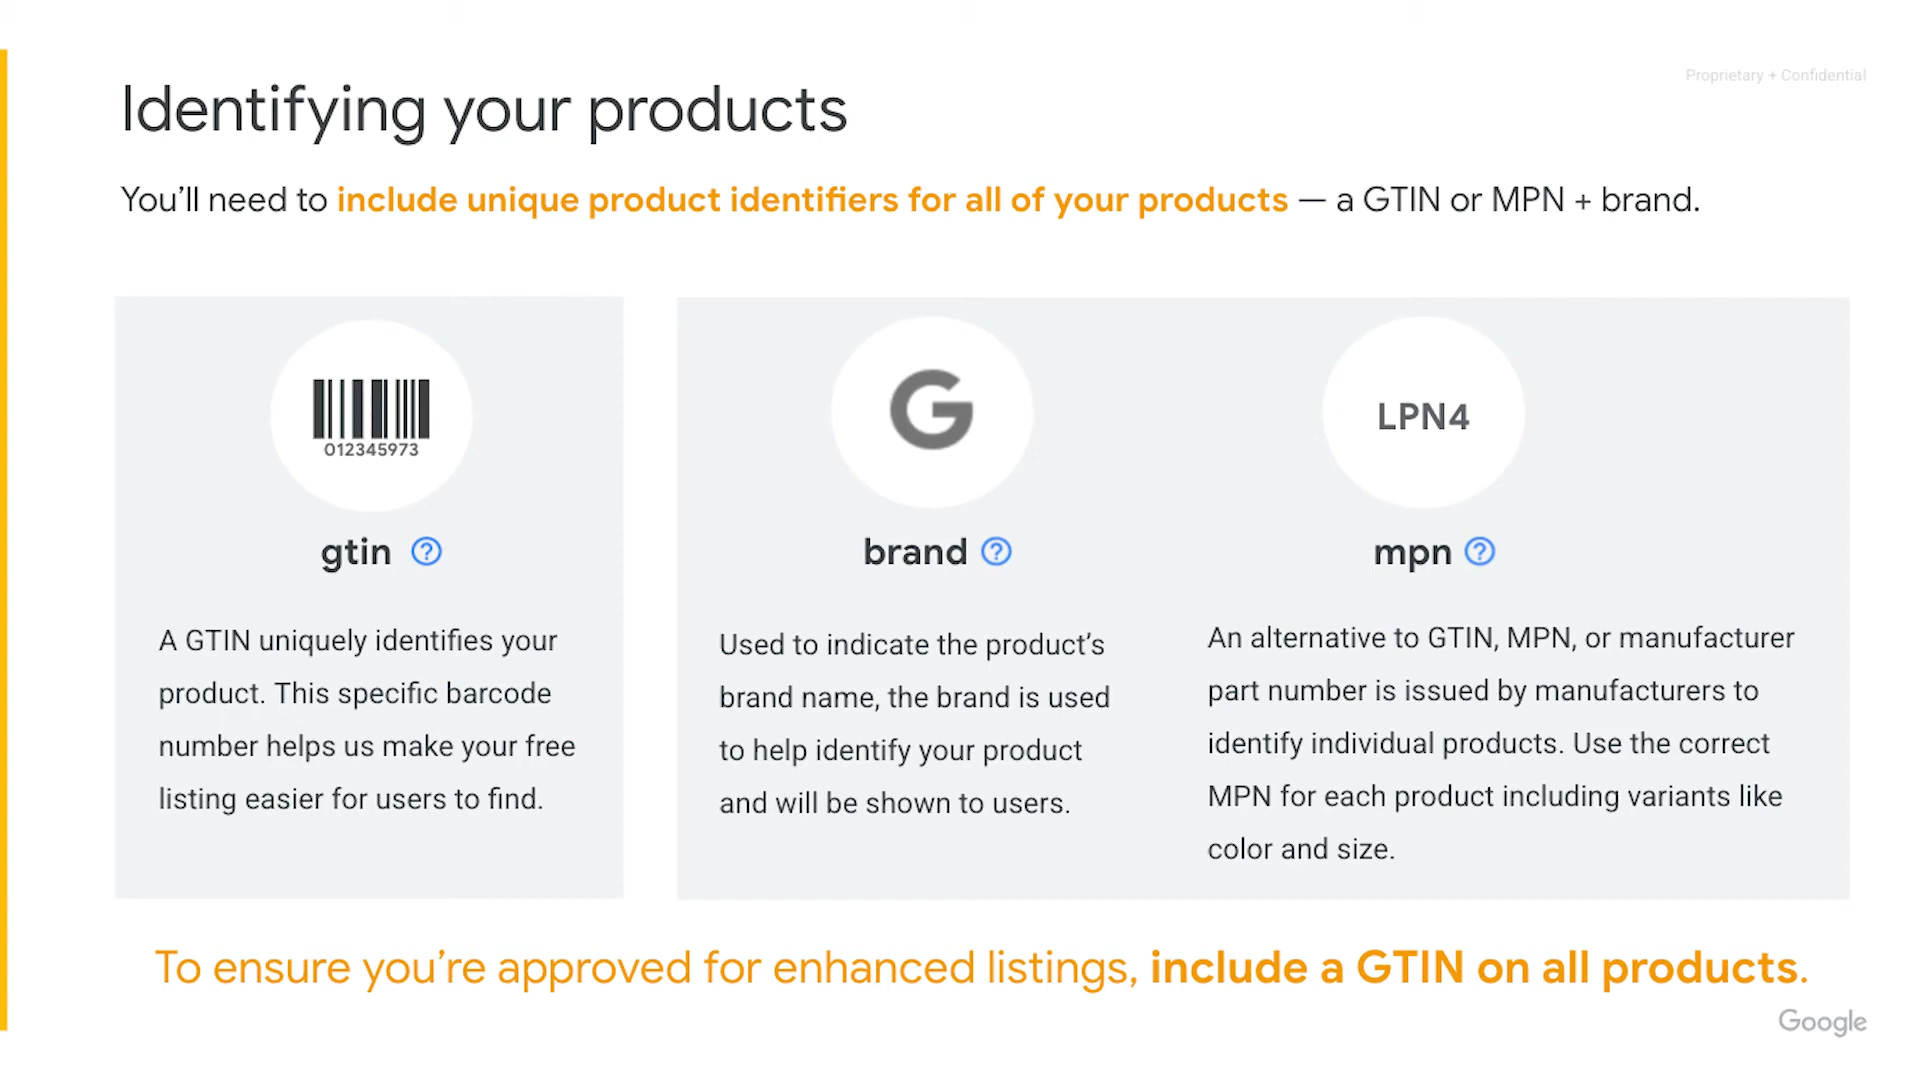 Proprietary + Confidential
Identifying your products
You’ll need to include unique product identifiers for all of your products — a GTIN or MPN + brand.
012345973
gtin
A GTIN uniquely identifies your
product. This specific barcode
number helps us make your free
listing easier for users to find.
G
brand
Used to indicate the product’s
brand name, the brand is used
to help identify your product
and will be shown to users.
LPN4
mpn
An alternative to GTIN, MPN, or manufacturer
part number is issued by manufacturers to
identify individual products. Use the correct
MPN for each product including variants like
color and size.
To ensure you’re approved for enhanced listings, include a GTIN on all products.
Google